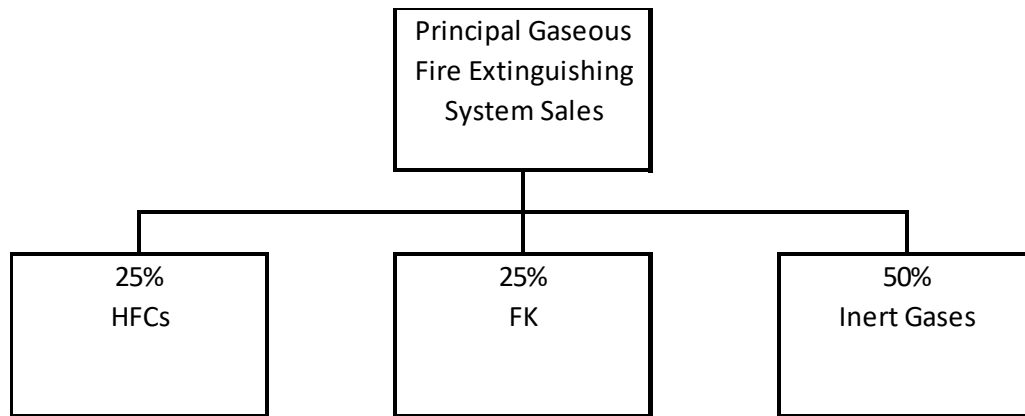 Principal Gaseous
Fire Extinguishing
System Sales
25%
HFCs
25%
FK
50%
Inert Gases